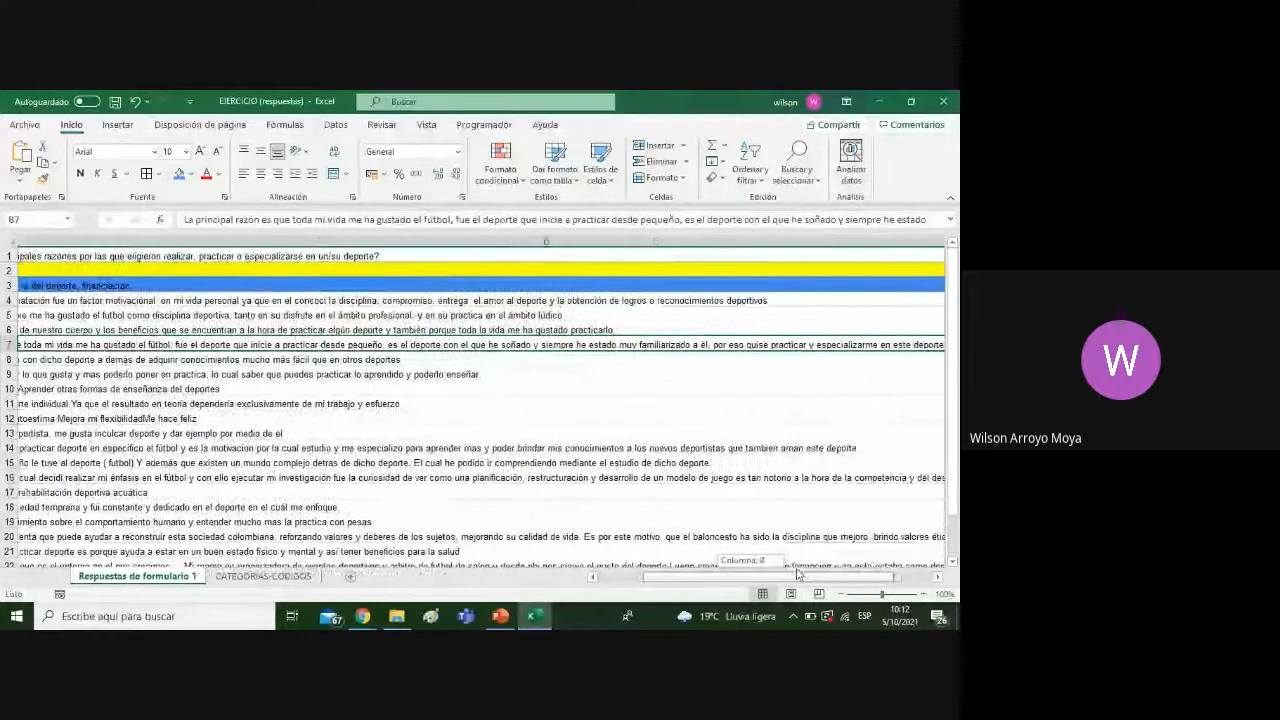 Autoguardado
EJERCICIO (respuestas) - Excel
Buscar
wilson W
Archivo Inicio Insertar Disposición de página Fórmulas Datos Revisar Vista Programador Ayuda Compartir Comentarios
Pegar
Arial 10
General
Formato condicional
Dar formato como tabla
Estilos de celda
Insertar
Eliminar
Formato
Ordenar y filtrar
Buscar y seleccionar
Analizar datos
N K S
Portapapeles Fuente Alineación Número Estilos Celdas Edición Análisis
B7 fx La principal razón es que toda mi vida me ha gustado el fútbol, fue el deporte que inicie a practicar desde pequeño, es el deporte con el que he soñado y siempre he estado
1 ipales razones por las que eligieron realizar, practicar o especializarse en un/su deporte?
2
3 del deporte, financiacion
4 natación fue un factor motivacional en mi vida personal ya que en el conocci la disciplina, compromiso, entrega, el amor al deporte y la obtención de logros o reconocimientos deportivos
5 me ha gustado el futbol como disciplina deportiva, tanto en su disfrute en el ámbito profesional, y en su practica en el ámbito lúdico
6 de nuestro cuerpo y los beneficios que se encuentran a la hora de practicar algún deporte y también porque toda la vida me ha gustado practicarlo
7 toda mi vida me ha gustado el fútbol, fue el deporte que inicie a practicar desde pequeño, es el deporte con el que he soñado y siempre he estado muy familiarizado a él, por eso quise practicar y especializarme en este deporte
8 con dicho deporte a demás de adquirir conocimientos mucho más fácil que en otros deportes
9 lo que gusta y mas poderlo poner en practica, lo cual saber que puedes practicar lo aprendido y poderlo enseñar.
10 Aprender otras formas de enseñanza del deportes
11 rte individual Ya que el resultado en teoría dependería exclusivamente de mi trabajo y esfuerzo
12 utoestima Mejora mi flexibilidadMe hace feliz
13 portista, me gusta inculcar deporte y dar ejemplo por medio de el
14 practicar deporte en especifico el fútbol y es la motivacion por la cual estudio y me especializo para aprender mas y poder brindar mis conocimientos a los nuevos deportistas que tambien aman este deporte
15 ño le tuve al deporte ( futbol) Y además que existen un mundo complejo detras de dicho deporte. El cual he podido ir comprendiendo mediante el estudio de dicho deporte.
16 cual decidí realizar mi énfasis en el fútbol y con ello ejecutar mi investigación fue la curiosidad de ver como una planificación, restructuración y desarrollo de un modelo de juego es tan notorio a la hora de la competencia y del des
17 rehabilitación deportiva acuática
18 edad temprana y fui constante y dedicado en el deporte en el cuál me enfoque
19 imiento sobre el comportamiento humano y entender mucho mas la practica con pesas
20 enta que puede ayudar a reconstruir esta sociedad colombiana, reforzando valores y deberes de los sujetos, mejorando su calidad de vida. Es por este motivo, que el baloncesto ha sido la disciplina que mejoro, brindo valores étic
21 cticar deporte es porque ayuda a estar en un buen estado físico y mental y así tener beneficios para la salud
Columna: B
Respuestas de formulario 1 CATEGORÍAS-CÓDIGOS
Listo 100%
Escribe aquí para buscar
67
19°C Lluvia ligera
ESP
10:12
5/10/2021
26
W
Wilson Arroyo Moya